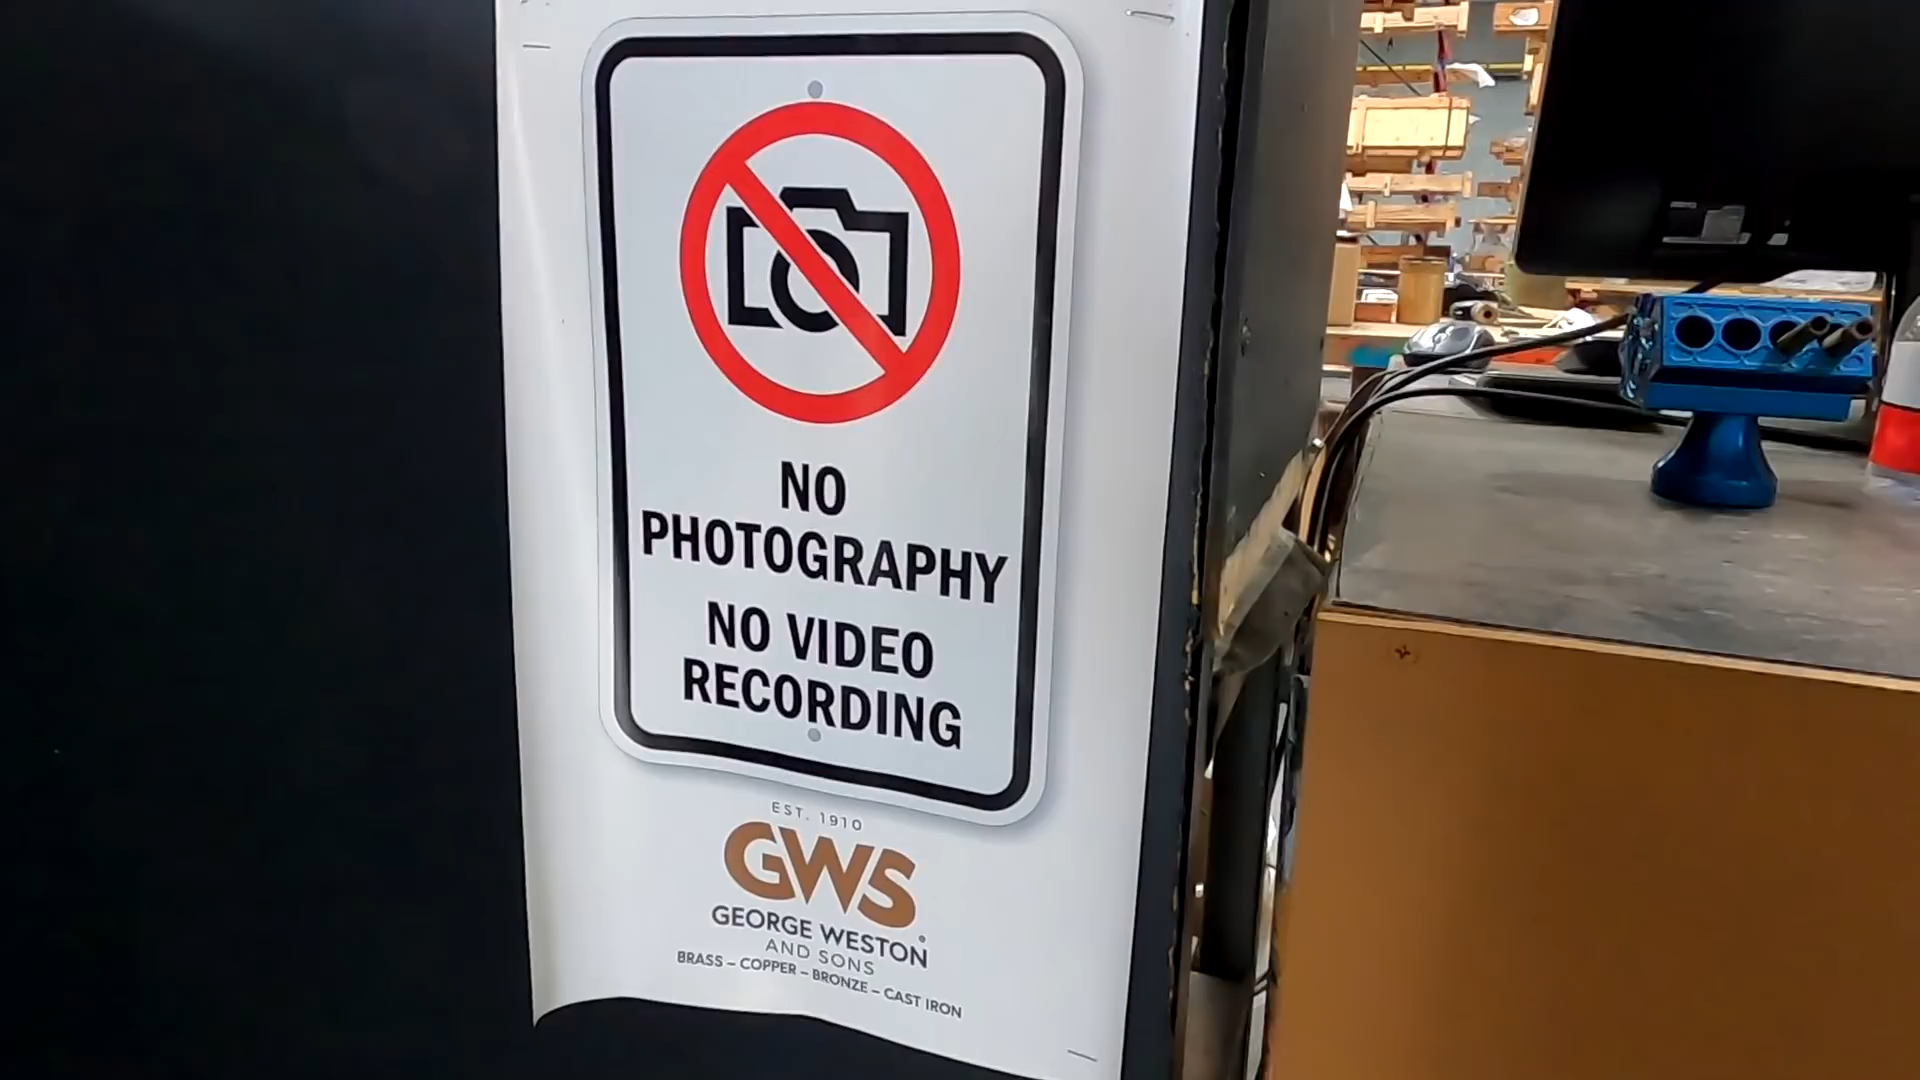 NO
PHOTOGRAPHY
NO VIDEO
RECORDING
EST. 1910
GWS
GEORGE WESTON®
AND SONS
BRASS – COPPER – BRONZE – CAST IRON